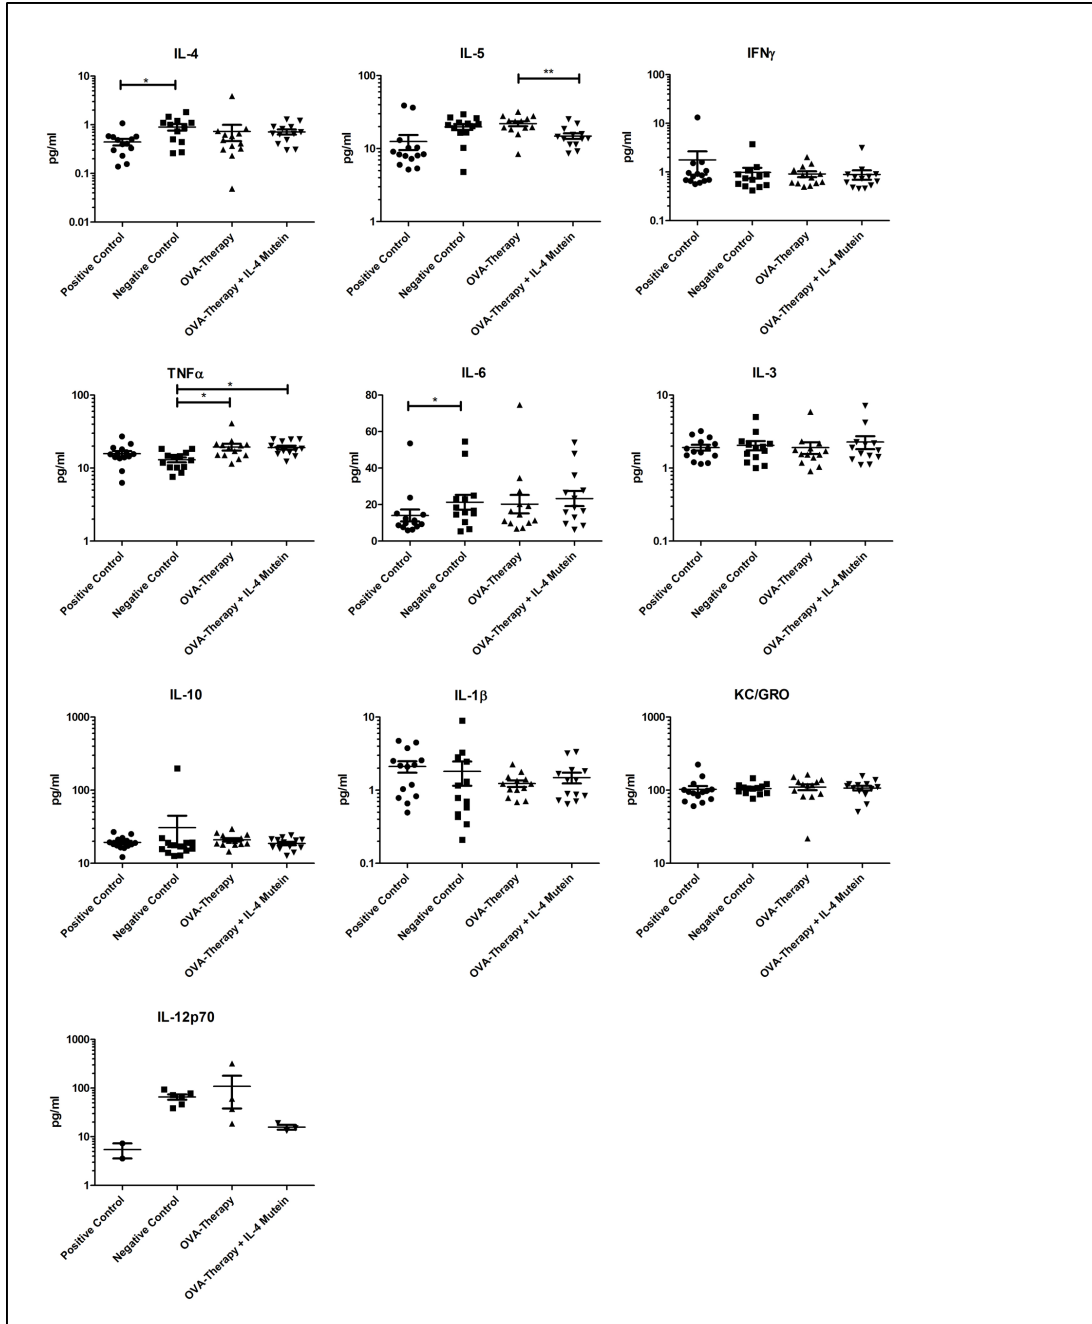 IL-4
*
10
1
0.1
0.01
pg/ml
Positive Control
Negative Control
OVA-Therapy
OVA-Therapy + IL-4 Mutein
IL-5
**
100
10
1
pg/ml
Positive Control
Negative Control
OVA-Therapy
OVA-Therapy + IL-4 Mutein
IFNγ
100
10
1
0.1
pg/ml
Positive Control
Negative Control
OVA-Therapy
OVA-Therapy + IL-4 Mutein
TNFα
*
*
100
10
1
pg/ml
Positive Control
Negative Control
OVA-Therapy
OVA-Therapy + IL-4 Mutein
IL-6
*
80
60
40
20
0
pg/ml
Positive Control
Negative Control
OVA-Therapy
OVA-Therapy + IL-4 Mutein
IL-3
10
1
0.1
pg/ml
Positive Control
Negative Control
OVA-Therapy
OVA-Therapy + IL-4 Mutein
IL-10
1000
100
10
pg/ml
Positive Control
Negative Control
OVA-Therapy
OVA-Therapy + IL-4 Mutein
IL-1β
10
1
0.1
pg/ml
Positive Control
Negative Control
OVA-Therapy
OVA-Therapy + IL-4 Mutein
KC/GRO
1000
100
10
pg/ml
Positive Control
Negative Control
OVA-Therapy
OVA-Therapy + IL-4 Mutein
IL-12p70
1000
100
10
1
pg/ml
Positive Control
Negative Control
OVA-Therapy
OVA-Therapy + IL-4 Mutein